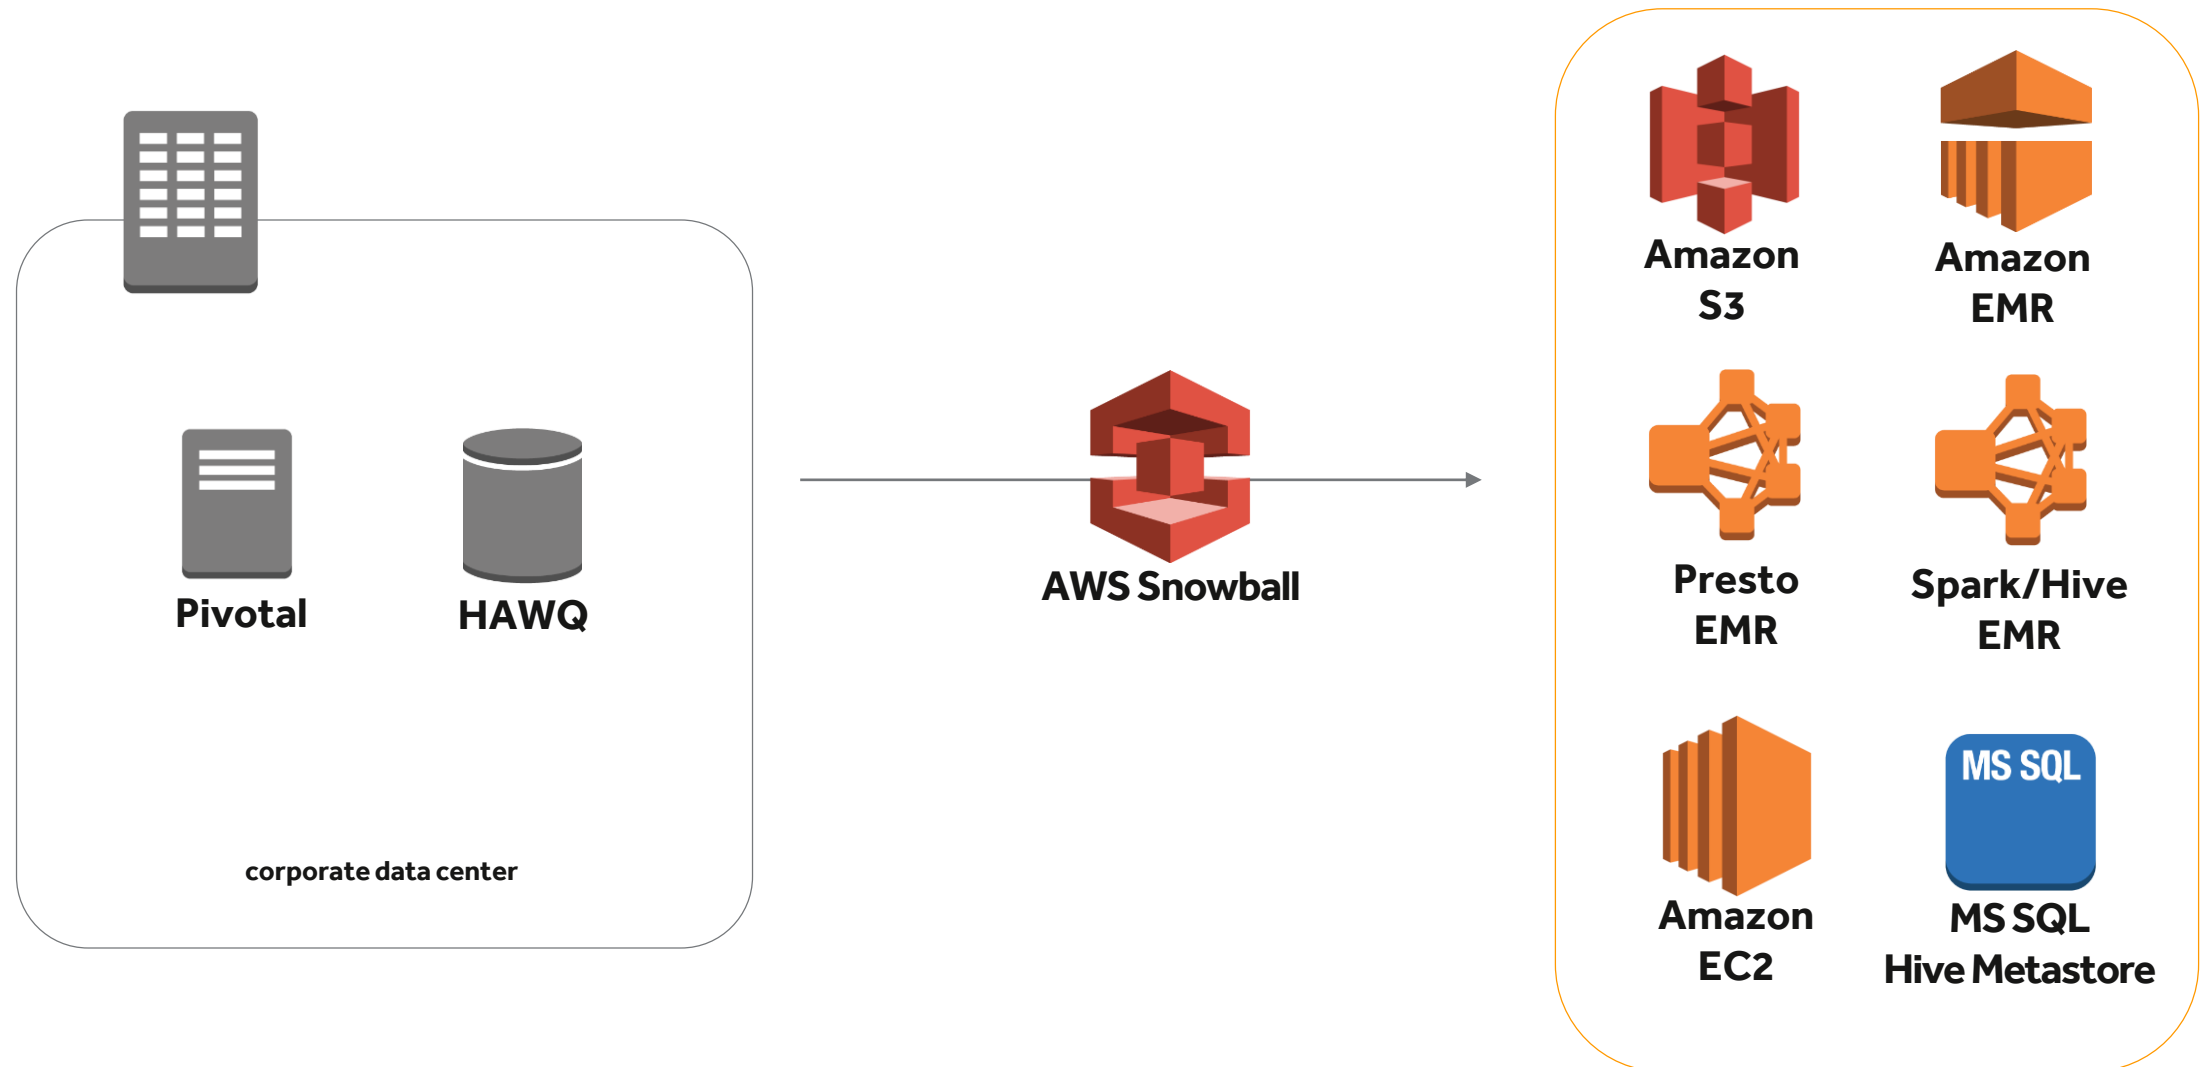 Pivotal
HAWQ
corporate data center
AWS Snowball
Amazon
S3
Amazon
EMR
Presto
EMR
Spark/Hive
EMR
Amazon
EC2
MS SQL
MS SQL
Hive Metastore